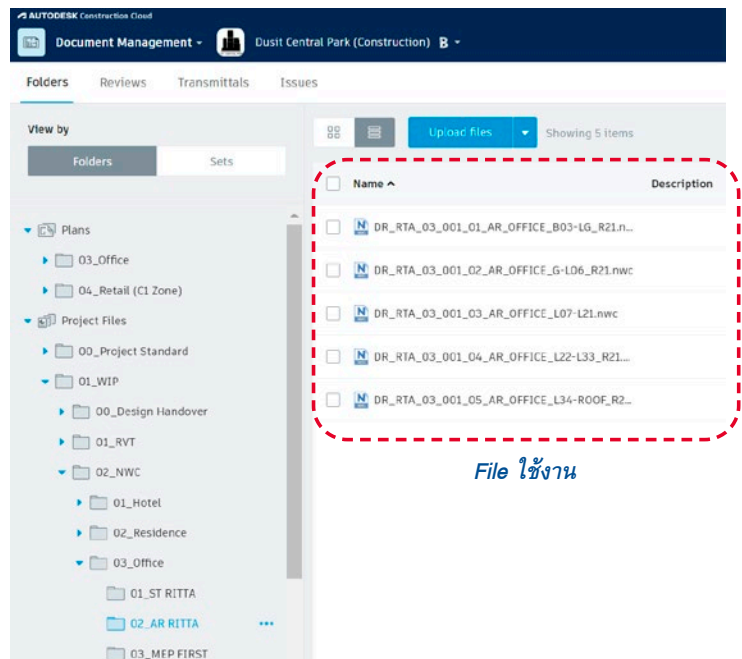 AUTODESK Construction Cloud
Document Management Dusit Central Park (Construction) B
Folders Reviews Transmittals Issues
View by
Folders Sets
Upload files Showing 5 items
Name Description
Plans
03_Office
04_Retail (C1 Zone)
Project Files
00_Project Standard
01_WIP
00_Design Handover
01_RVT
02_NWC
01_Hotel
02_Residence
03_Office
01_ST RITTA
02_AR RITTA
03_MEP FIRST
DR_RTA_03_001_01_AR_OFFICE_B03-LG_R21.n...
DR_RTA_03_001_02_AR_OFFICE_G-L06_R21.nwc
DR_RTA_03_001_03_AR_OFFICE_L07-L21.nwc
DR_RTA_03_001_04_AR_OFFICE_L22-L33_R21....
DR_RTA_03_001_05_AR_OFFICE_L34-ROOF_R2...
File ใช้งาน